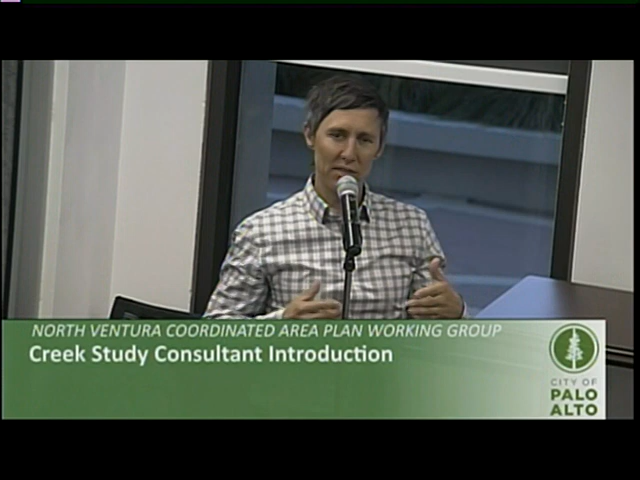 NORTH VENTURA COORDINATED AREA PLAN WORKING GROUP
Creek Study Consultant Introduction
CITY OF
PALO
ALTO